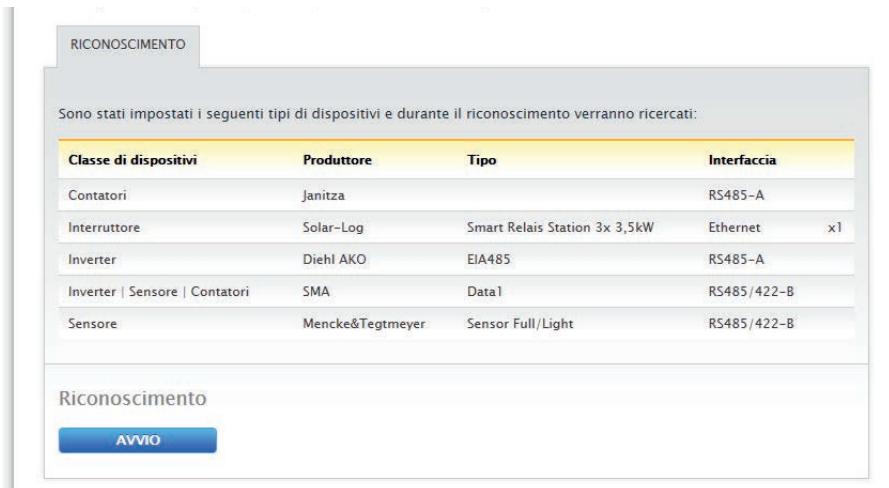 RICONOSCIMENTO
Sono stati impostati i seguenti tipi di dispositivi e durante il riconoscimento verranno ricercati:
Classe di dispositivi Produttore Tipo Interfaccia
Contatori Janitza RS485-A
Interruttore Solar-Log Smart Relais Station 3x 3,5kW Ethernet x1
Inverter Diehl AKO EIA485 RS485-A
Inverter | Sensore | Contatori SMA Data1 RS485/422-B
Sensore Mencke&Tegtmeyer Sensor Full/Light RS485/422-B
Riconoscimento
AVVIO